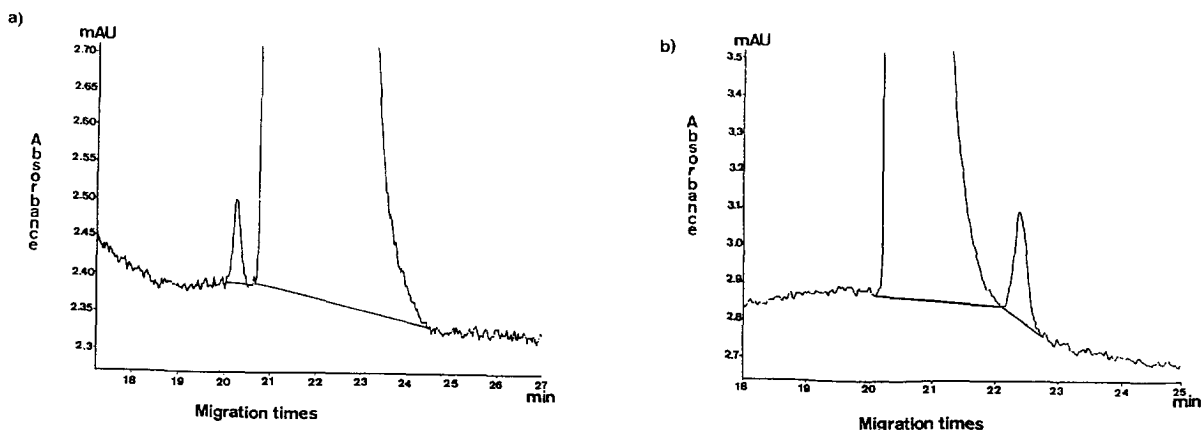 a)
mAU
2.70
2.65
2.60
2.55
2.50
2.45
2.40
2.35
2.3
Absorbance
18 19 20 21 22 23 24 25 26 27
min
Migration times
b)
mAU
3.5
3.4
3.3
3.2
3.1
3.0
2.9
2.8
2.7
Absorbance
18 19 20 21 22 23 24 25
min
Migration times